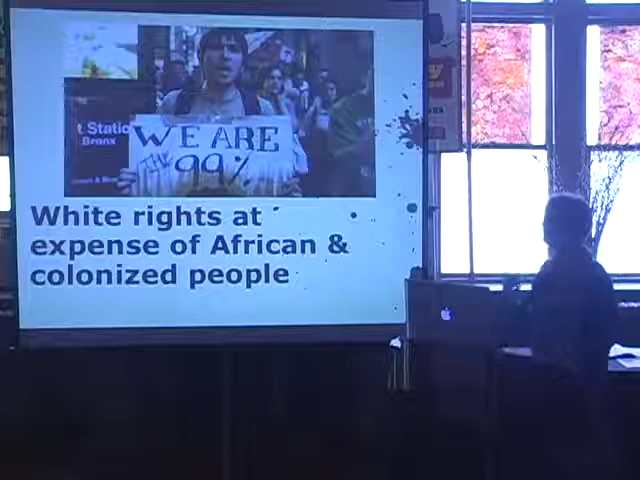 t Station
Bronx
WE ARE
THE 99%
White rights at
expense of African &
colonized people